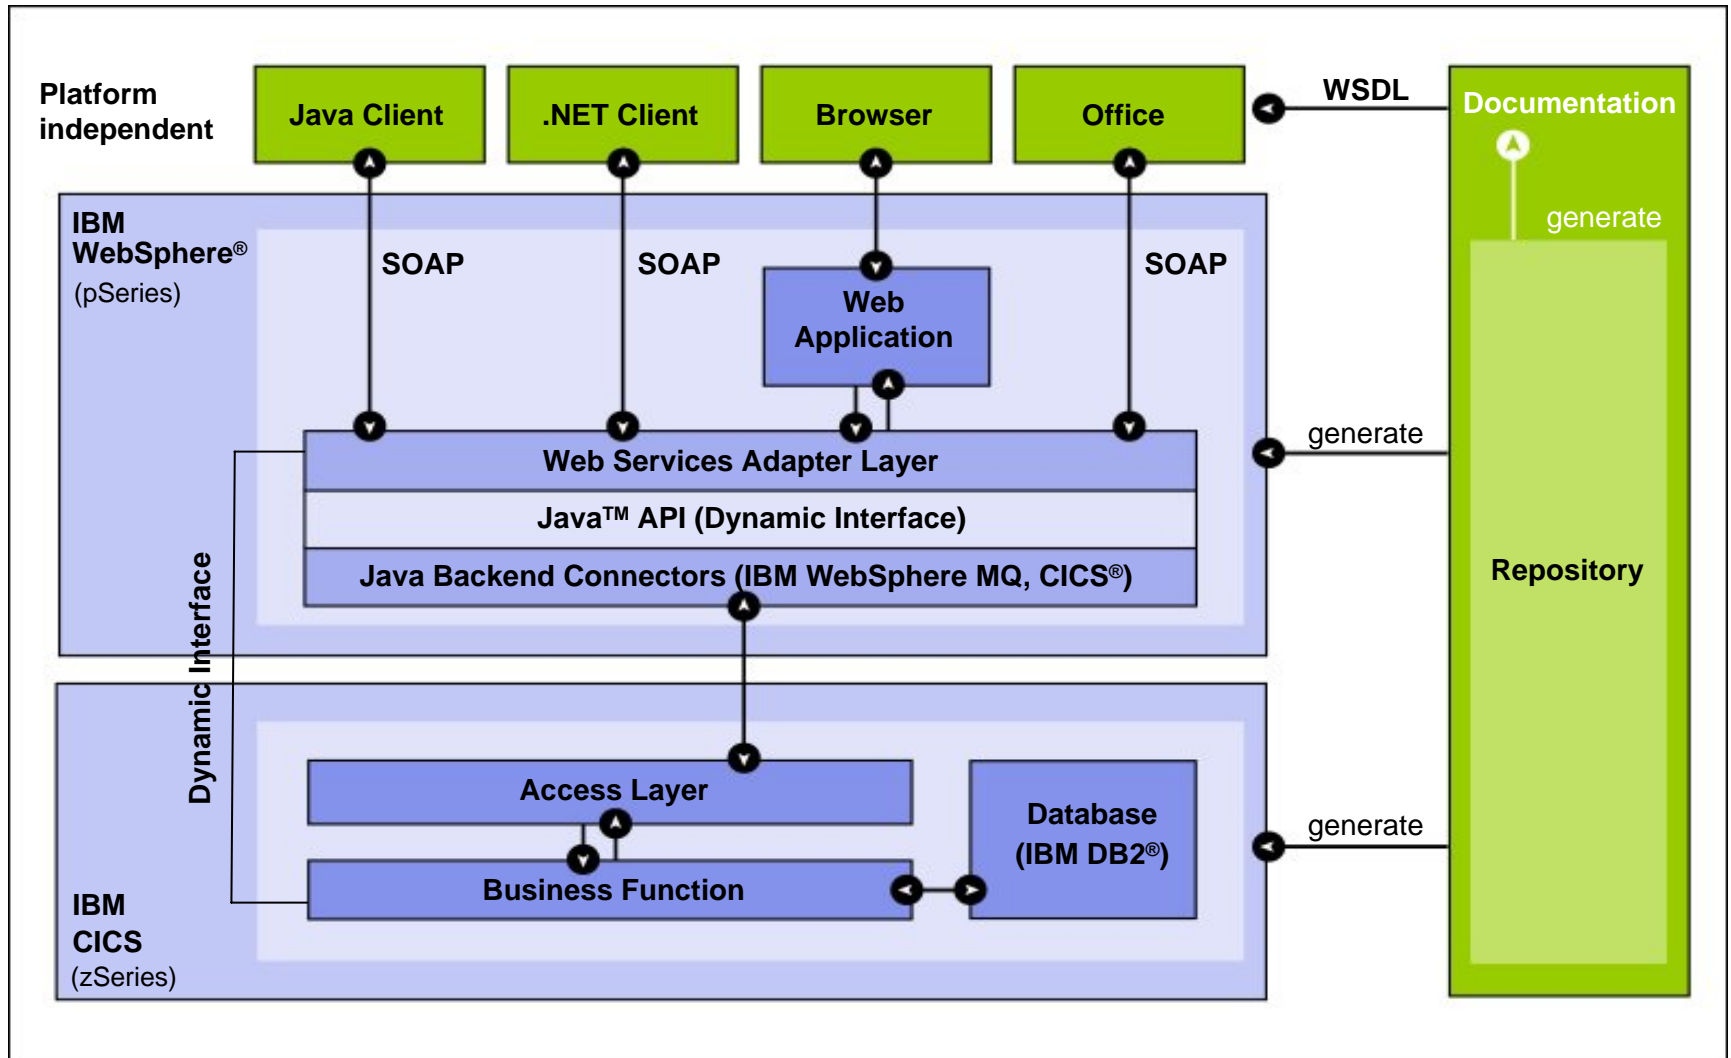 Platform
independent
Java Client
.NET Client
Browser
Office
WSDL
Documentation
generate
IBM
WebSphere®
(pSeries)
SOAP
SOAP
SOAP
Web
Application
generate
Web Services Adapter Layer
Java™ API (Dynamic Interface)
Java Backend Connectors (IBM WebSphere MQ, CICS®)
Repository
Dynamic Interface
Access Layer
Database
(IBM DB2®)
generate
Business Function
IBM
CICS
(zSeries)